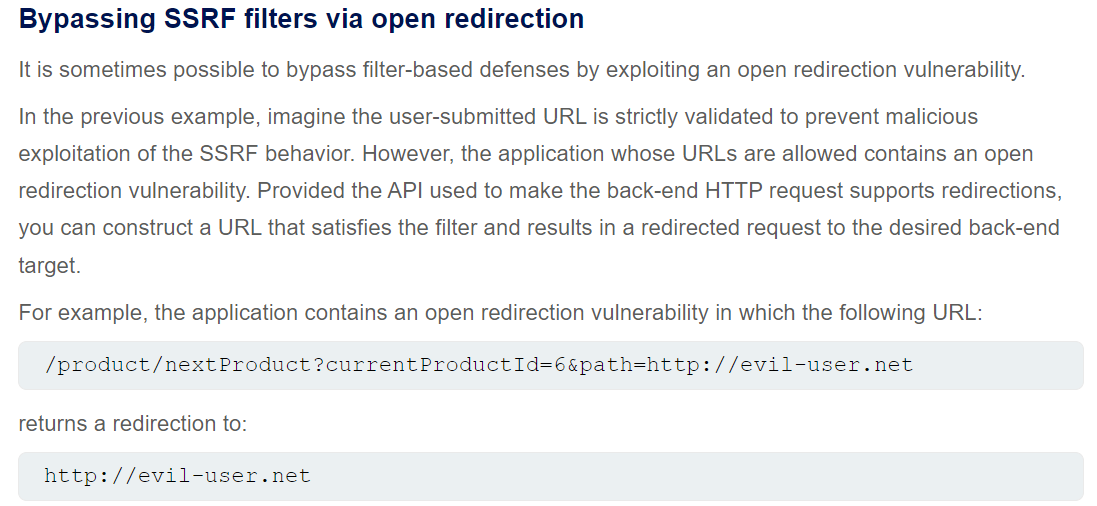 Bypassing SSRF filters via open redirection
It is sometimes possible to bypass filter-based defenses by exploiting an open redirection vulnerability.
In the previous example, imagine the user-submitted URL is strictly validated to prevent malicious
exploitation of the SSRF behavior. However, the application whose URLs are allowed contains an open
redirection vulnerability. Provided the API used to make the back-end HTTP request supports redirections,
you can construct a URL that satisfies the filter and results in a redirected request to the desired back-end
target.
For example, the application contains an open redirection vulnerability in which the following URL:
/product/nextProduct?currentProductId=6&path=http://evil-user.net
returns a redirection to:
http://evil-user.net